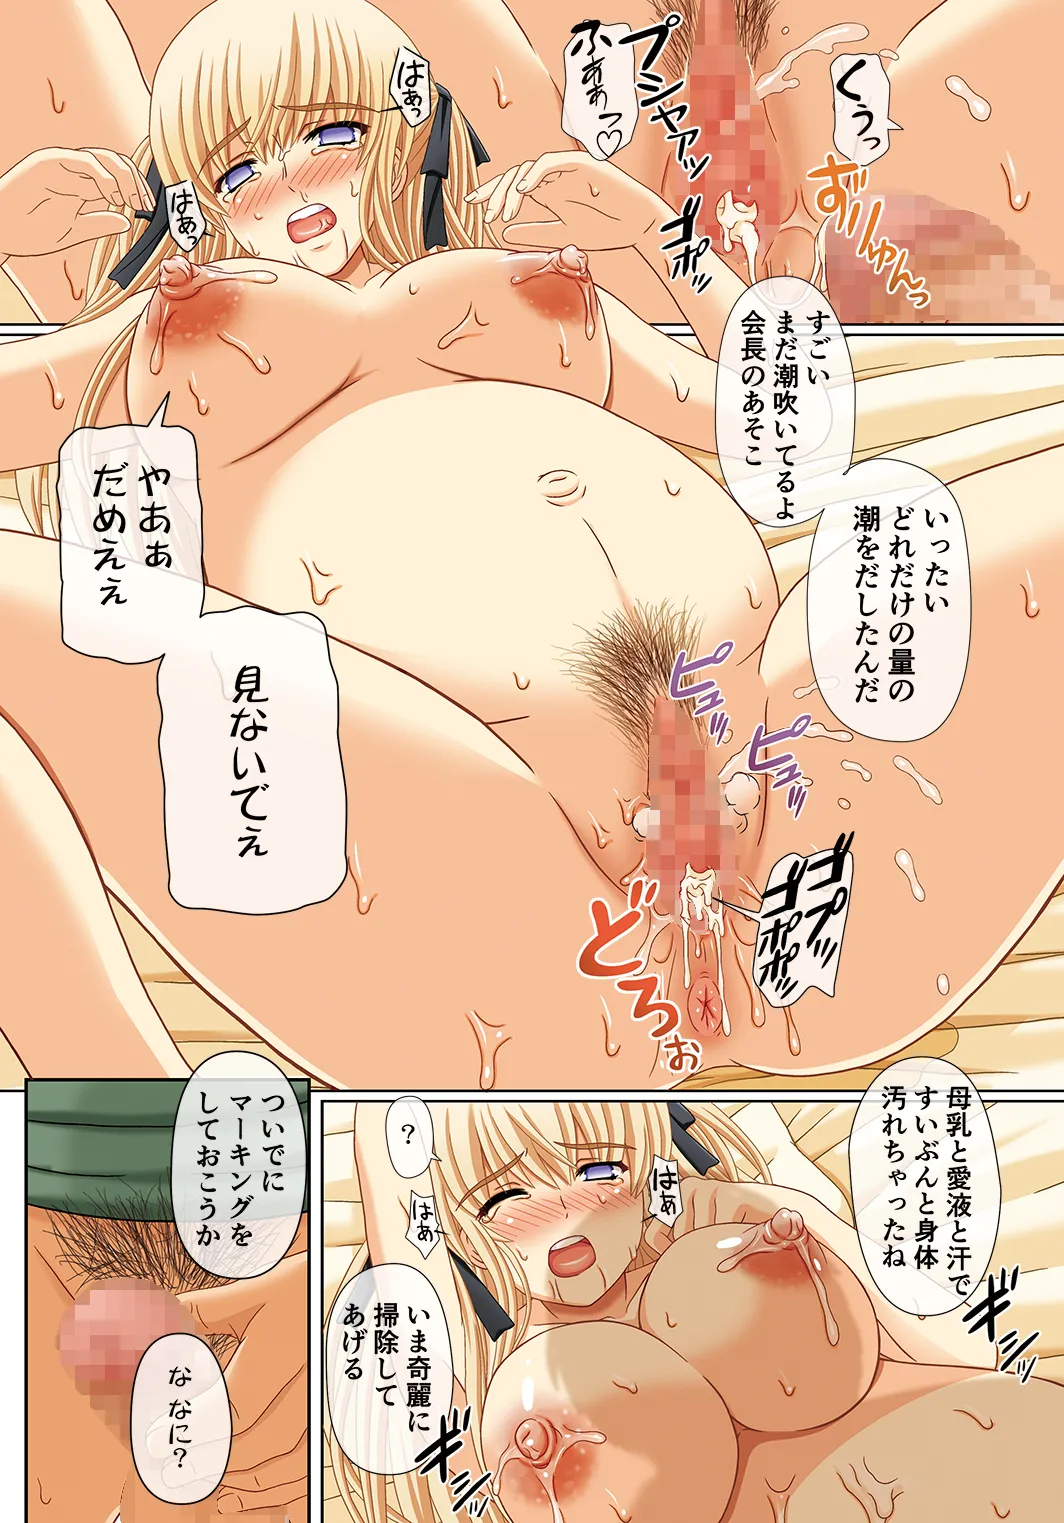 くぅっ
ずりゅんっ
ふぁあっ♡
プシャアッ
ゴポッ
はぁっ
はぁっ
すごい
まだ潮吹いてるよ
会長のあそこ
いったい
どれだけの量の
潮をだしたんだ
やあぁ
だめえぇ
見ないでぇ
ピュッ
ピュッ
ゴプッ
ゴポポッ
どろぉ
母乳と愛液と汗で
すいぶんと身体
汚れちゃったね
ギシッ
はぁ
？
はぁ
いま奇麗に
掃除して
あげる
ギシッ
ついでに
マーキングを
しておこうか
な なに？